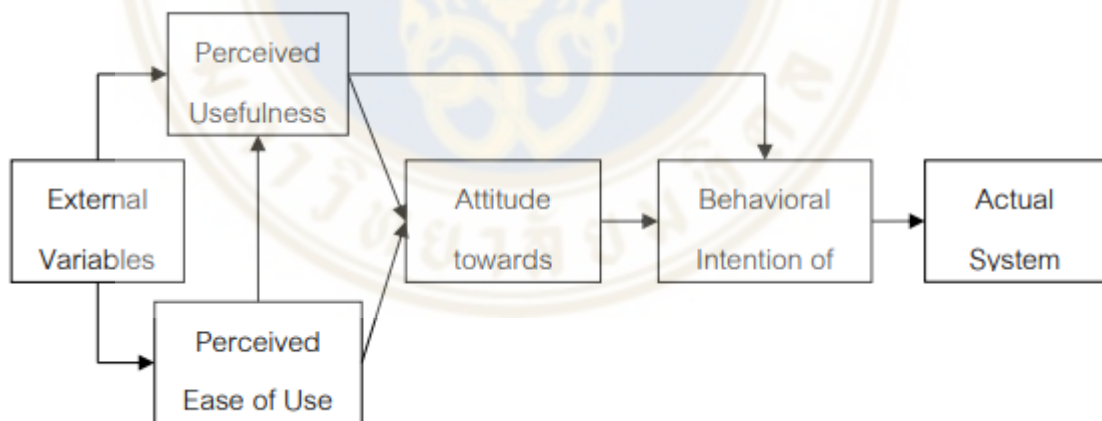 Perceived
Usefulness
External
Variables
Attitude
towards
Behavioral
Intention of
Actual
System
Perceived
Ease of Use